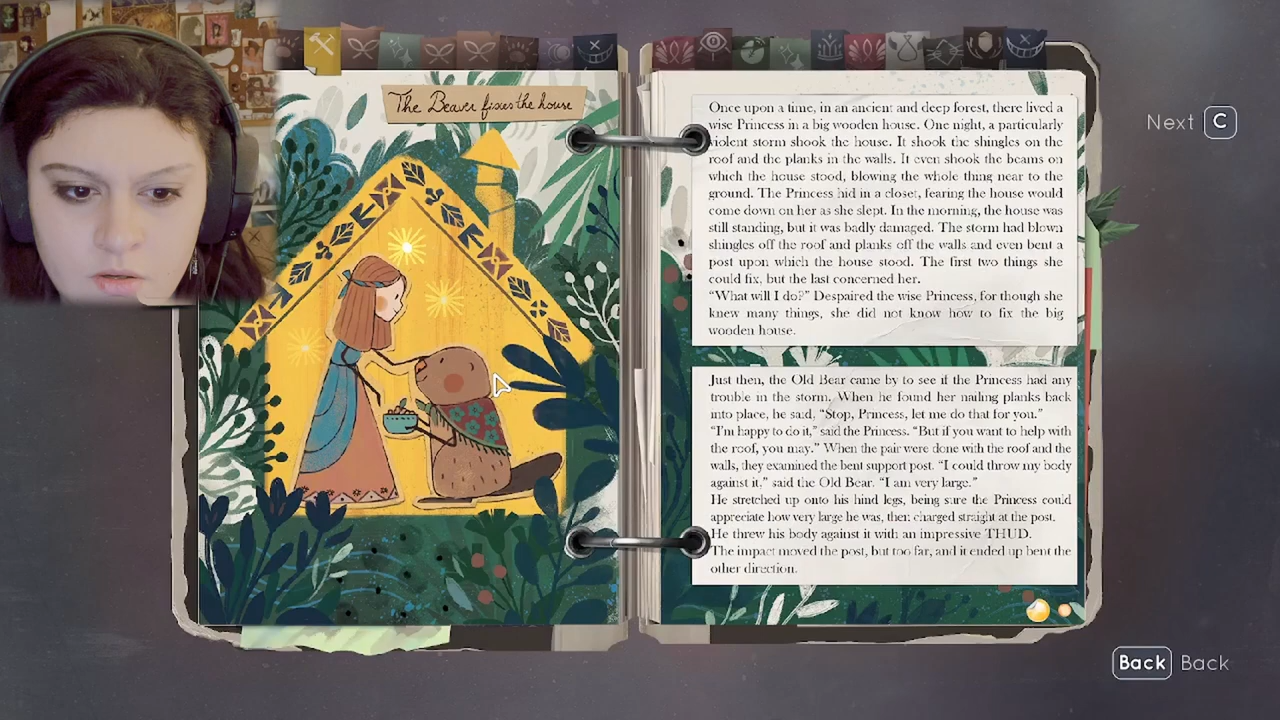 The Beaver fixes the house
Once upon a time, in an ancient and deep forest, there lived a
wise Princess in a big wooden house. One night, a particularly
violent storm shook the house. It shook the shingles on the
roof and the planks in the walls. It even shook the beams on
which the house stood, blowing the whole thing near to the
ground. The Princess hid in a closet, fearing the house would
come down on her as she slept. In the morning, the house was
still standing, but it was badly damaged. The storm had blown
shingles off the roof and planks off the walls and even bent a
post upon which the house stood. The first two things she
could fix, but the last concerned her.
“What will I do?” Despaired the wise Princess, for though she
knew many things, she did not know how to fix the big
wooden house.
Just then, the Old Bear came by to see if the Princess had any
trouble in the storm. When he found her nailing planks back
into place, he said, “Stop, Princess, let me do that for you.”
“I'm happy to do it,” said the Princess. “But if you want to help with
the roof, you may.” When the pair were done with the roof and the
walls, they examined the bent support post. “I could throw my body
against it,” said the Old Bear. “I am very large.”
He stretched up onto his hind legs, being sure the Princess could
appreciate how very large he was, then charged straight at the post.
He threw his body against it with an impressive THUD.
The impact moved the post, but too far, and it ended up bent the
other direction.
Next C
Back Back